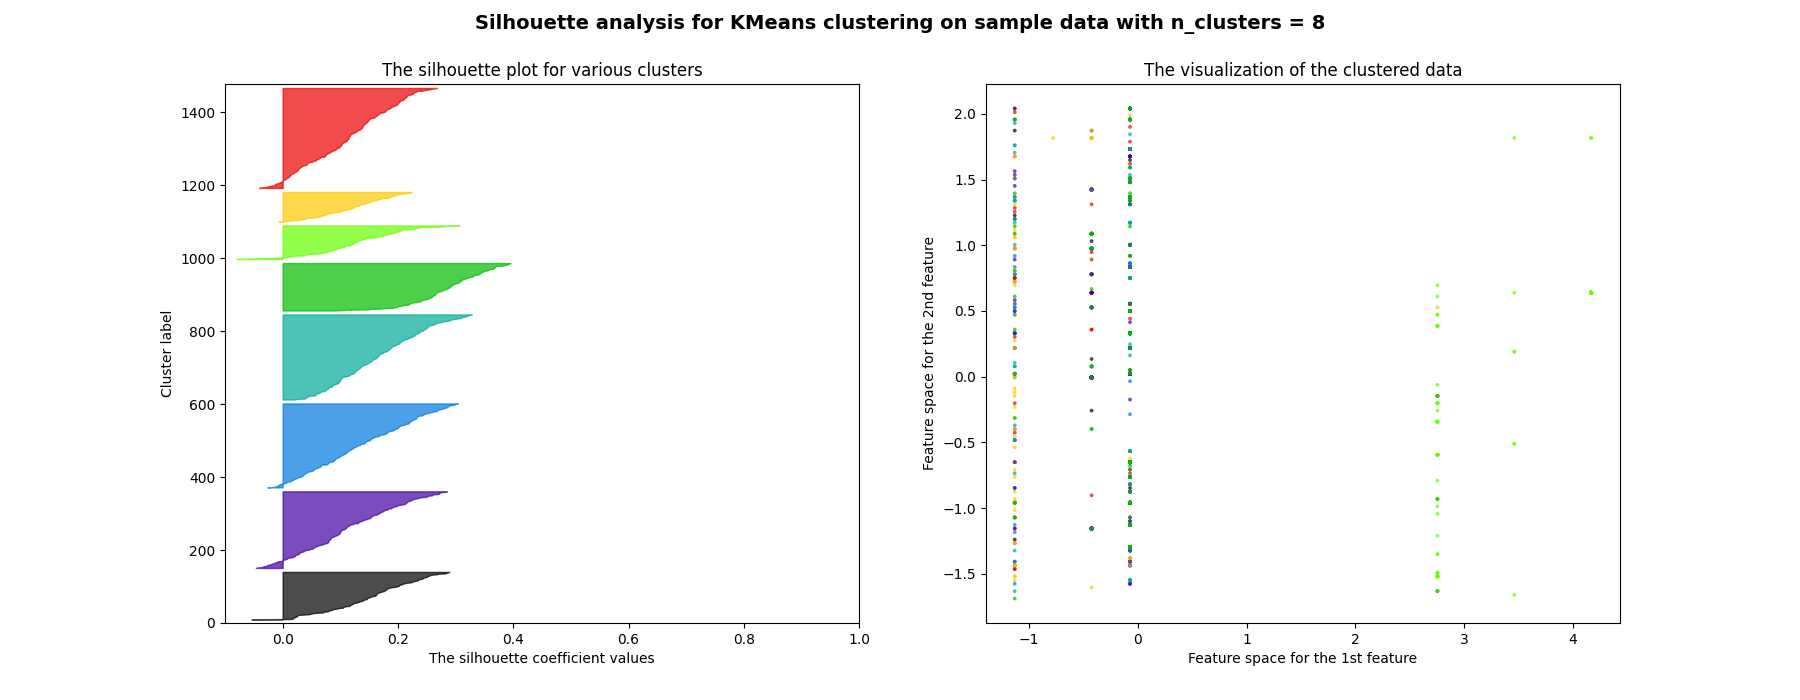 Silhouette analysis for KMeans clustering on sample data with n_clusters = 8
The silhouette plot for various clusters
Cluster label
1400
1200
1000
800
600
400
200
0
0.0 0.2 0.4 0.6 0.8 1.0
The silhouette coefficient values
The visualization of the clustered data
Feature space for the 2nd feature
2.0
1.5
1.0
0.5
0.0
−0.5
−1.0
−1.5
−1 0 1 2 3 4
Feature space for the 1st feature